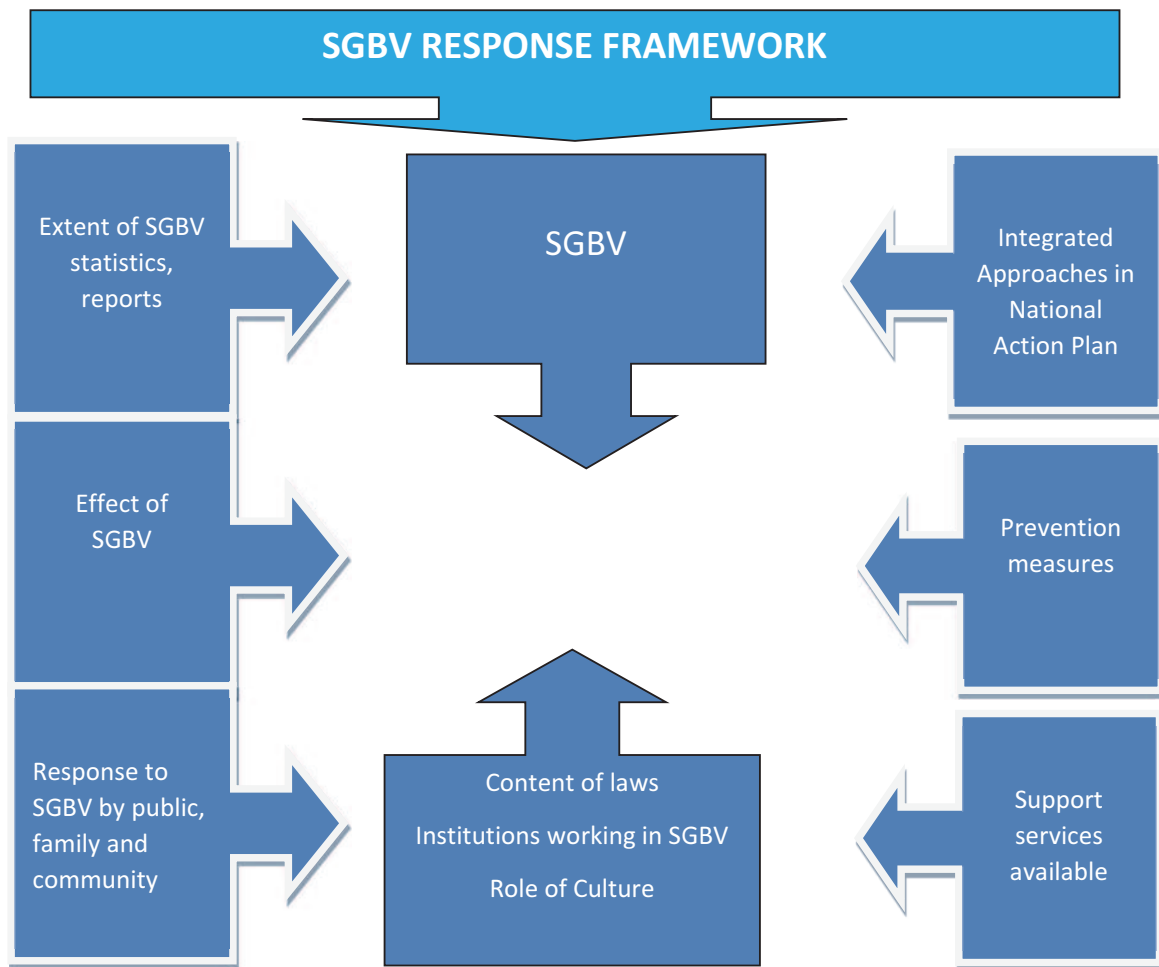 SGBV RESPONSE FRAMEWORK
Extent of SGBV
statistics,
reports
SGBV
Integrated
Approaches in
National
Action Plan
Effect of
SGBV
Prevention
measures
Response to
SGBV by public,
family and
community
Content of laws
Institutions working in SGBV
Role of Culture
Support
services
available